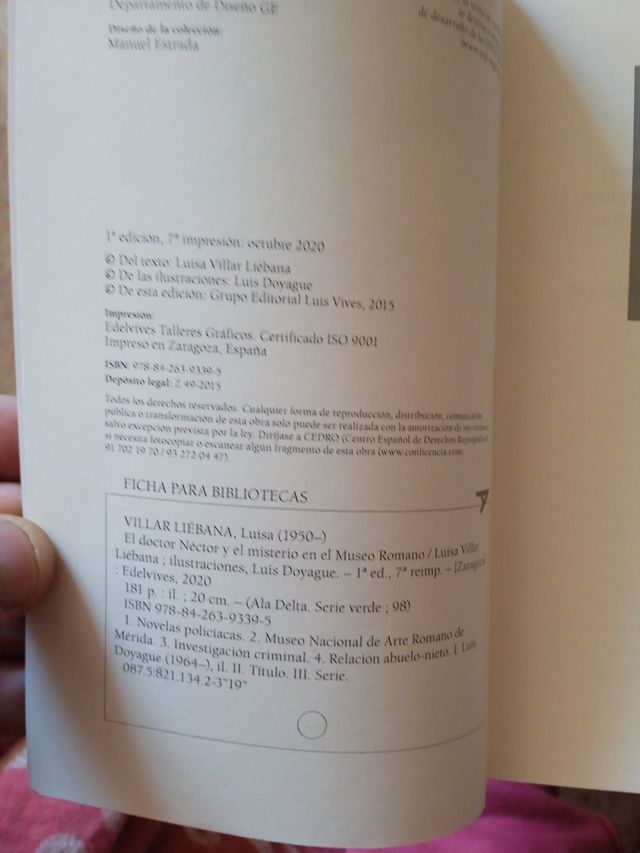 Departamento de Diseño GE
Diseño de la colección:
Manuel Estrada
de desarrollo de la
1ª edición, 7ª impresión: octubre 2020
© Del texto: Luisa Villar Liébana
© De las ilustraciones: Luis Doyague
© De esta edición: Grupo Editorial Luis Vives, 2015
Impresión:
Edelvives Talleres Gráficos. Certificado ISO 9001
Impreso en Zaragoza, España
ISBN: 978-84-263-9339-5
Depósito legal: Z 49-2015
Todos los derechos reservados. Cualquier forma de reproducción, distribución, comunicación
pública o transformación de esta obra solo puede ser realizada con la autorización de sus titulares,
salvo excepción prevista por la ley. Diríjase a CEDRO (Centro Español de Derechos Reprográficos)
si necesita fotocopiar o escanear algún fragmento de esta obra (www.conlicencia.com;
91 702 19 70 / 93 272 04 47).
FICHA PARA BIBLIOTECAS
VILLAR LIÉBANA, Luisa (1950–)
El doctor Néctor y el misterio en el Museo Romano / Luisa Villar
Liébana ; ilustraciones, Luis Doyague. – 1ª ed., 7ª reimp. – [Zaragoza]
: Edelvives, 2020
181 p. : il. ; 20 cm. – (Ala Delta. Serie verde ; 98)
ISBN 978-84-263-9339-5
1. Novelas policíacas. 2. Museo Nacional de Arte Romano de
Mérida. 3. Investigación criminal. 4. Relación abuelo-nieto. I. Luis
Doyague (1964–), il. II. Título. III. Serie.
087.5:821.134.2-3"19"